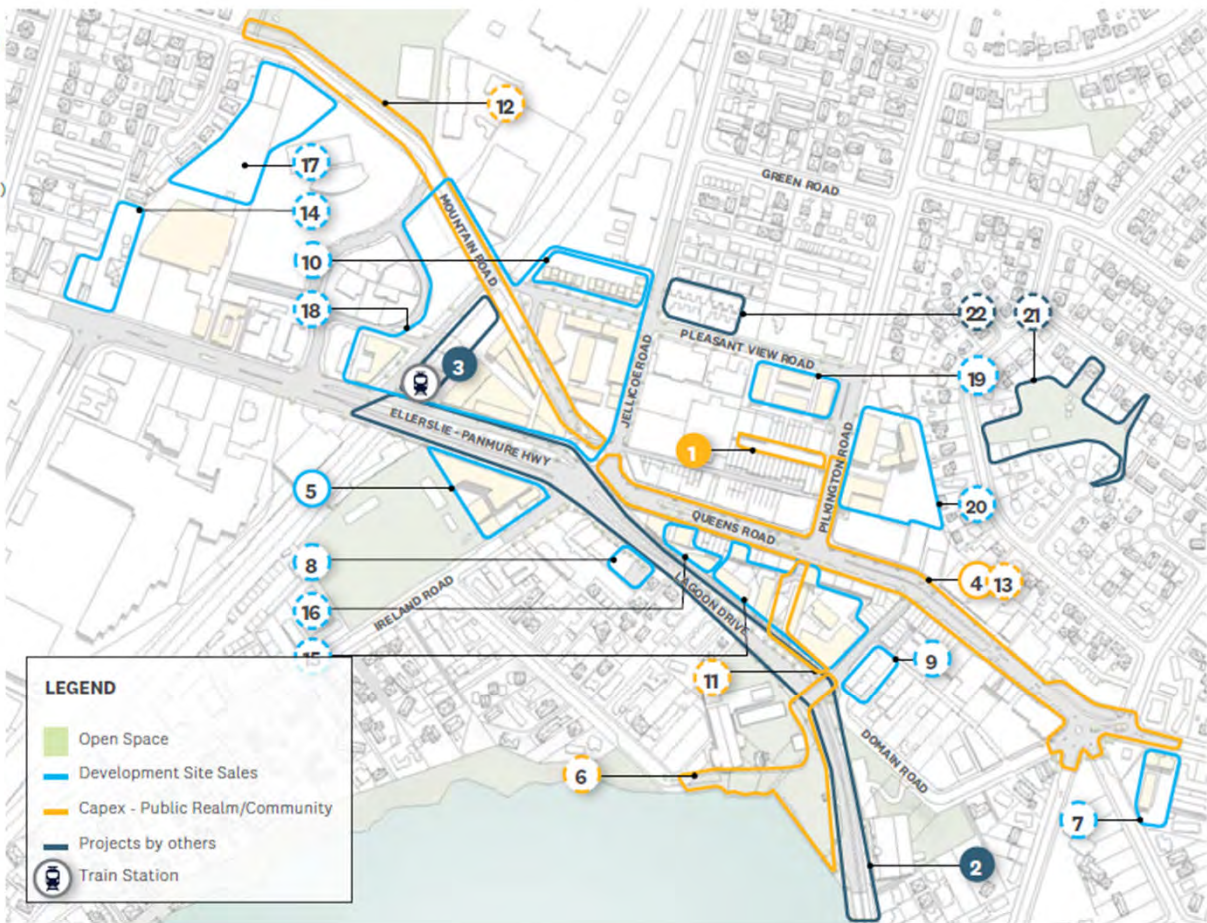 12
17
GREEN ROAD
14
MOUNTAIN ROAD
10
18
22
21
PLEASANT VIEW ROAD
3
JELLICOE ROAD
19
ELLERSLIE - PANMURE HWY
1
PILKINGTON ROAD
5
QUEENS ROAD
20
8
LAGOON DRIVE
4
13
16
IRELAND ROAD
15
9
11
LEGEND
Open Space
Development Site Sales
Capex - Public Realm/Community
Projects by others
Train Station
DOMAIN ROAD
6
7
2
)